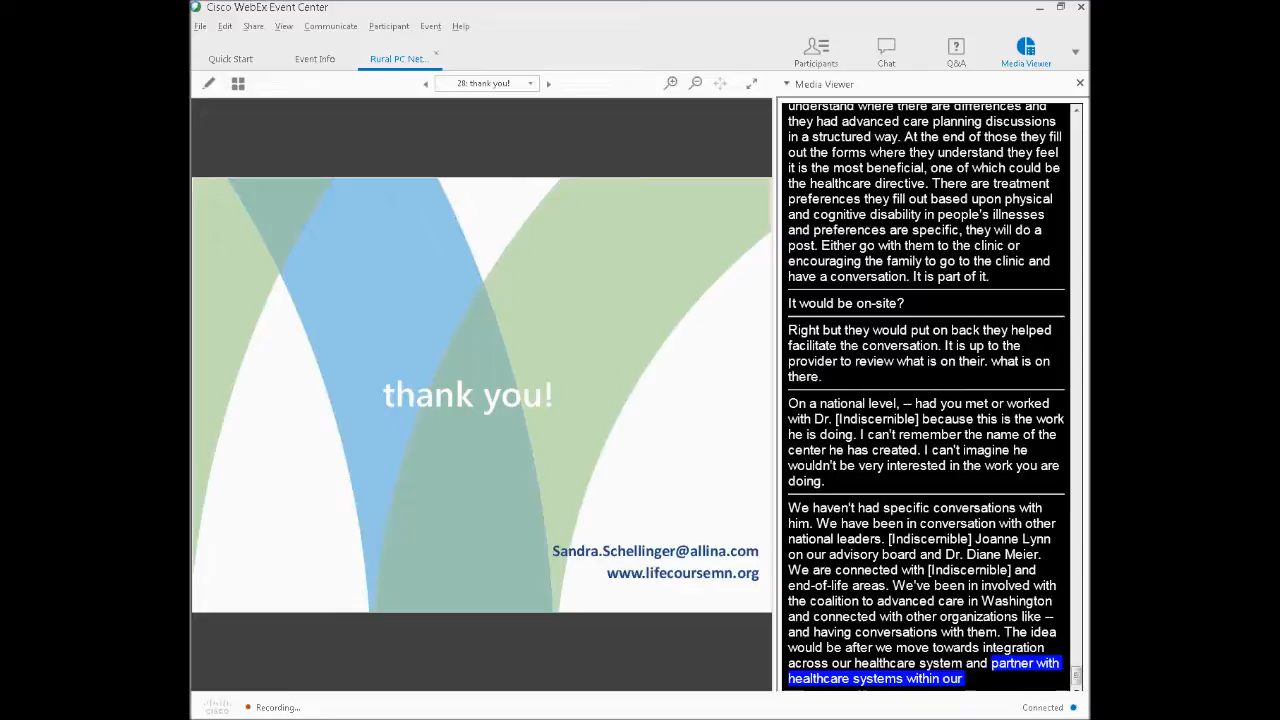 Cisco WebEx Event Center
File Edit Share View Communicate Participant Event Help
Quick Start Event Info Rural PC Net...
Participants Chat Q&A Media Viewer
28: thank you!
Media Viewer
thank you!
Sandra.Schellinger@allina.com
www.lifecoursemn.org
understand where there are differences and
they had advanced care planning discussions
in a structured way. At the end of those they fill
out the forms where they understand they feel
it is the most beneficial, one of which could be
the healthcare directive. There are treatment
preferences they fill out based upon physical
and cognitive disability in people's illnesses
and preferences are specific, they will do a
post. Either go with them to the clinic or
encouraging the family to go to the clinic and
have a conversation. It is part of it.
It would be on-site?
Right but they would put on back they helped
facilitate the conversation. It is up to the
provider to review what is on their. what is on
there.
On a national level, -- had you met or worked
with Dr. [Indiscernible] because this is the work
he is doing. I can't remember the name of the
center he has created. I can't imagine he
wouldn't be very interested in the work you are
doing.
We haven't had specific conversations with
him. We have been in conversation with other
national leaders. [Indiscernible] Joanne Lynn
on our advisory board and Dr. Diane Meier.
We are connected with [Indiscernible] and
end-of-life areas. We've been in involved with
the coalition to advanced care in Washington
and connected with other organizations like --
and having conversations with them. The idea
would be after we move towards integration
across our healthcare system and partner with
healthcare systems within our
cisco Recording... Connected